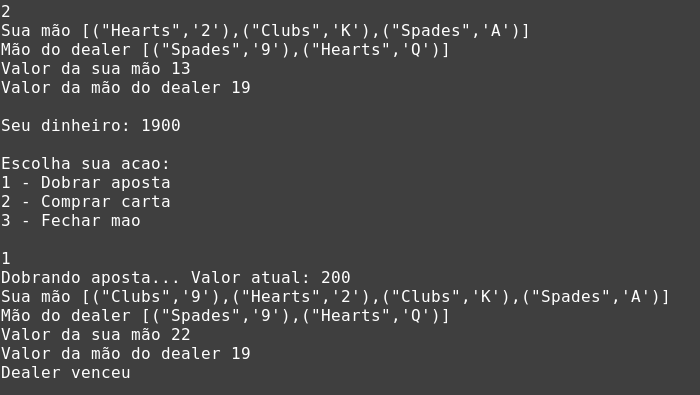 2
Sua mão [("Hearts",'2'),("Clubs",'K'),("Spades",'A')]
Mão do dealer [("Spades",'9'),("Hearts",'Q')]
Valor da sua mão 13
Valor da mão do dealer 19
Seu dinheiro: 1900
Escolha sua acao:
1 - Dobrar aposta
2 - Comprar carta
3 - Fechar mao
1
Dobrando aposta... Valor atual: 200
Sua mão [("Clubs",'9'),("Hearts",'2'),("Clubs",'K'),("Spades",'A')]
Mão do dealer [("Spades",'9'),("Hearts",'Q')]
Valor da sua mão 22
Valor da mão do dealer 19
Dealer venceu